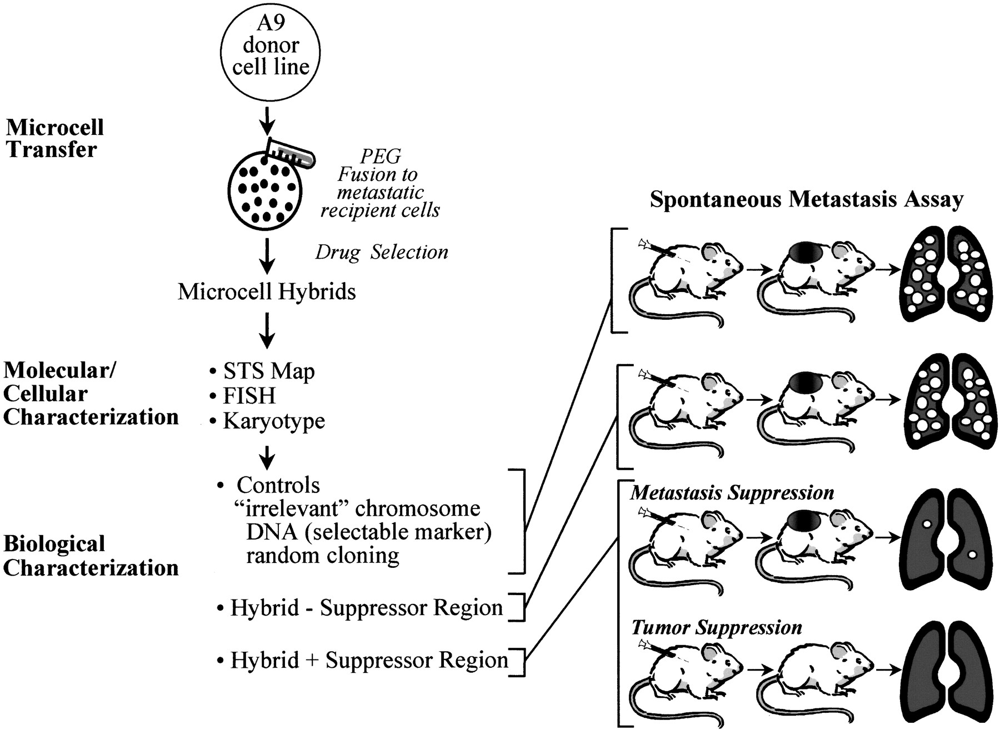 A9
donor
cell line
Microcell
Transfer
PEG
Fusion to
metastatic
recipient cells
Drug Selection
Microcell Hybrids
Molecular/
Cellular
Characterization
• STS Map
• FISH
• Karyotype
Biological
Characterization
• Controls
“irrelevant” chromosome
DNA (selectable marker)
random cloning
• Hybrid - Suppressor Region
• Hybrid + Suppressor Region
Spontaneous Metastasis Assay
Metastasis Suppression
Tumor Suppression